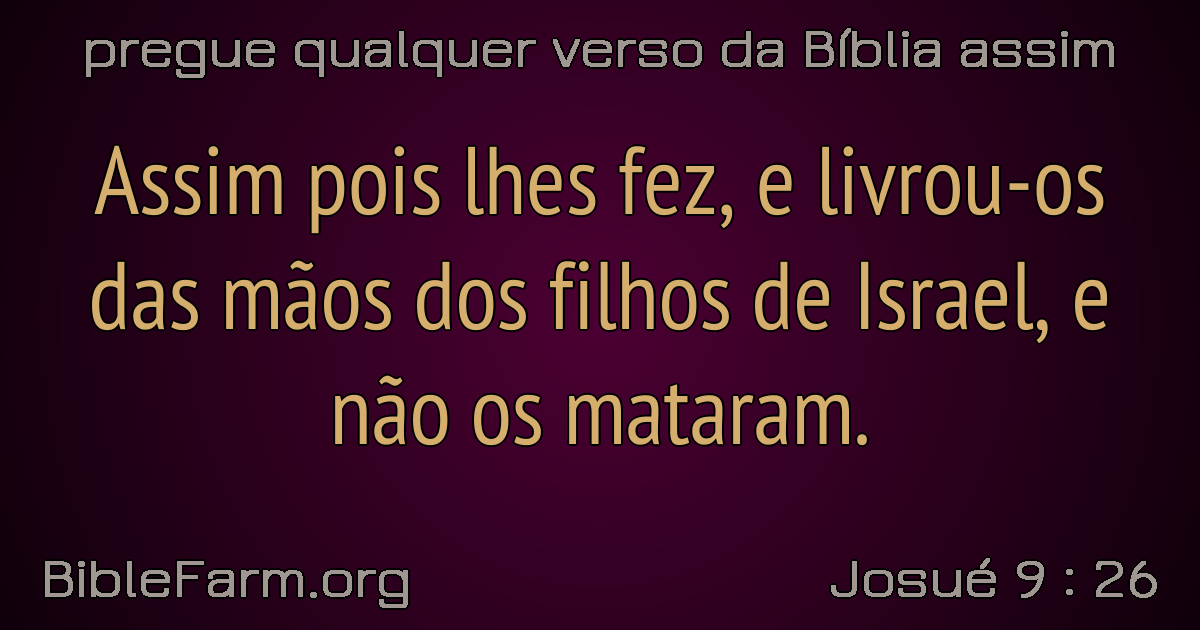 pregue qualquer verso da Bíblia assim
Assim pois lhes fez, e livrou-os
das mãos dos filhos de Israel, e
não os mataram.
BibleFarm.org
Josué 9 : 26